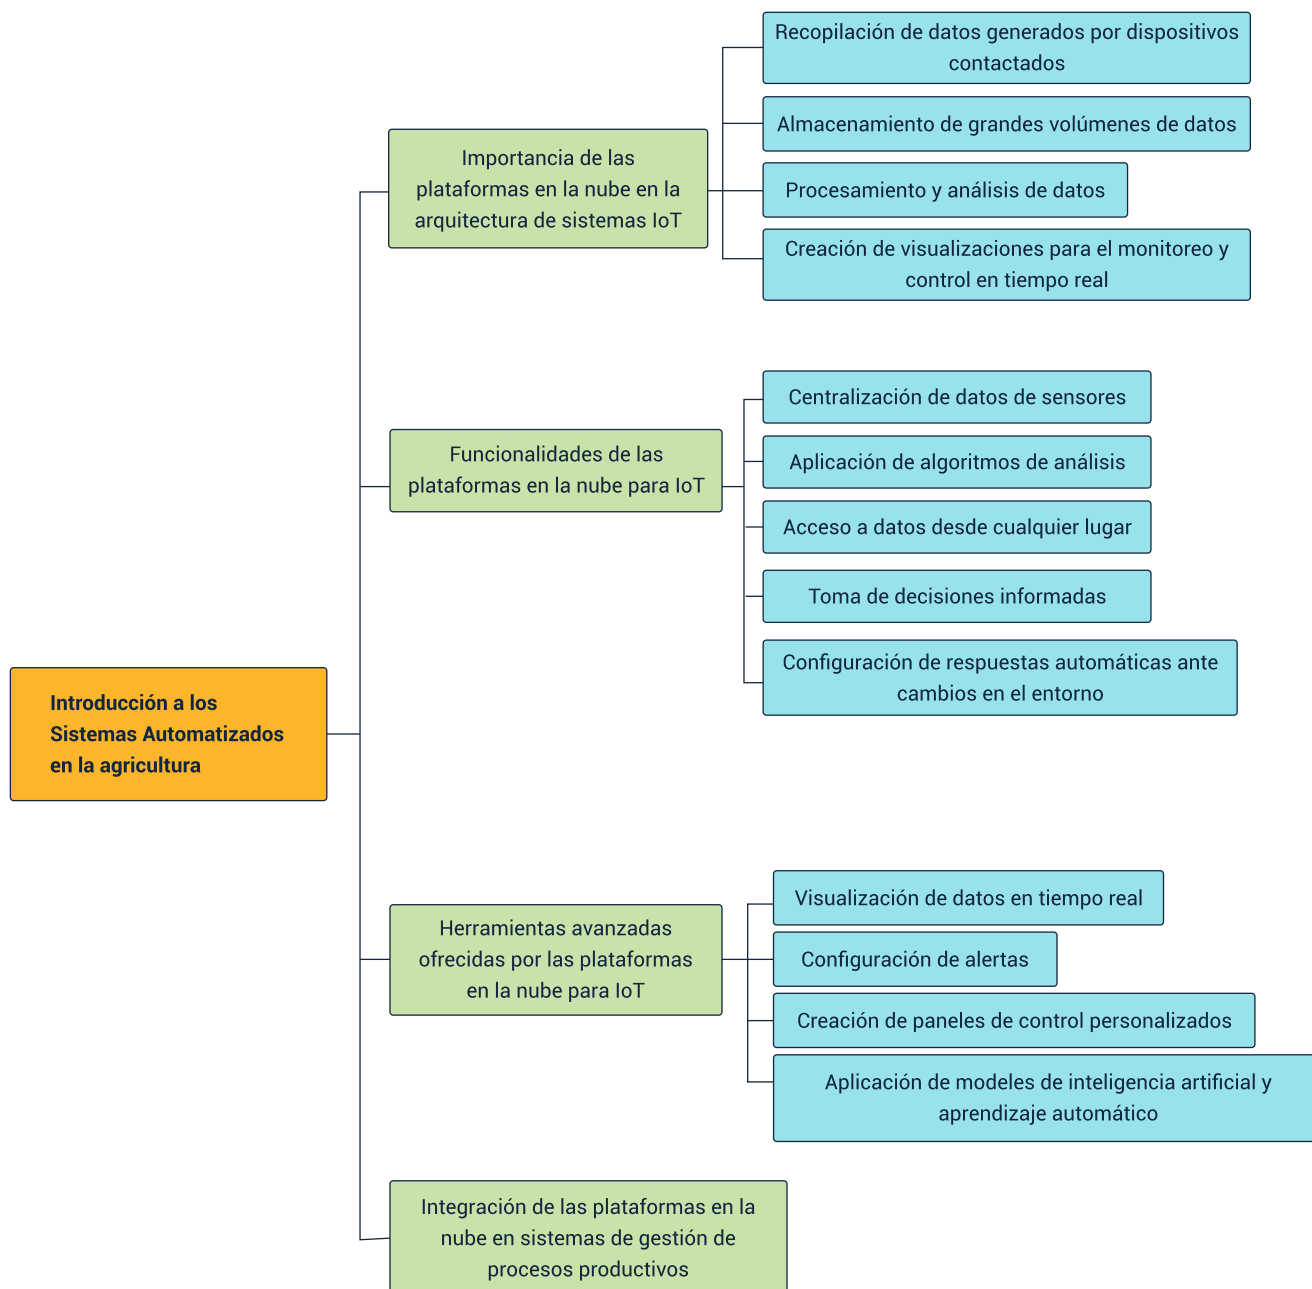 Recopilación de datos generados por dispositivos
contactados
Almacenamiento de grandes volúmenes de datos
Importancia de las
plataformas en la nube en la
arquitectura de sistemas IoT
Procesamiento y análisis de datos
Creación de visualizaciones para el monitoreo y
control en tiempo real
Centralización de datos de sensores
Funcionalidades de las
plataformas en la nube para IoT
Aplicación de algoritmos de análisis
Acceso a datos desde cualquier lugar
Toma de decisiones informadas
Configuración de respuestas automáticas ante
cambios en el entorno
Introducción a los
Sistemas Automatizados
en la agricultura
Visualización de datos en tiempo real
Herramientas avanzadas
ofrecidas por las plataformas
en la nube para IoT
Configuración de alertas
Creación de paneles de control personalizados
Aplicación de modeles de inteligencia artificial y
aprendizaje automático
Integración de las plataformas en la
nube en sistemas de gestión de
procesos productivos